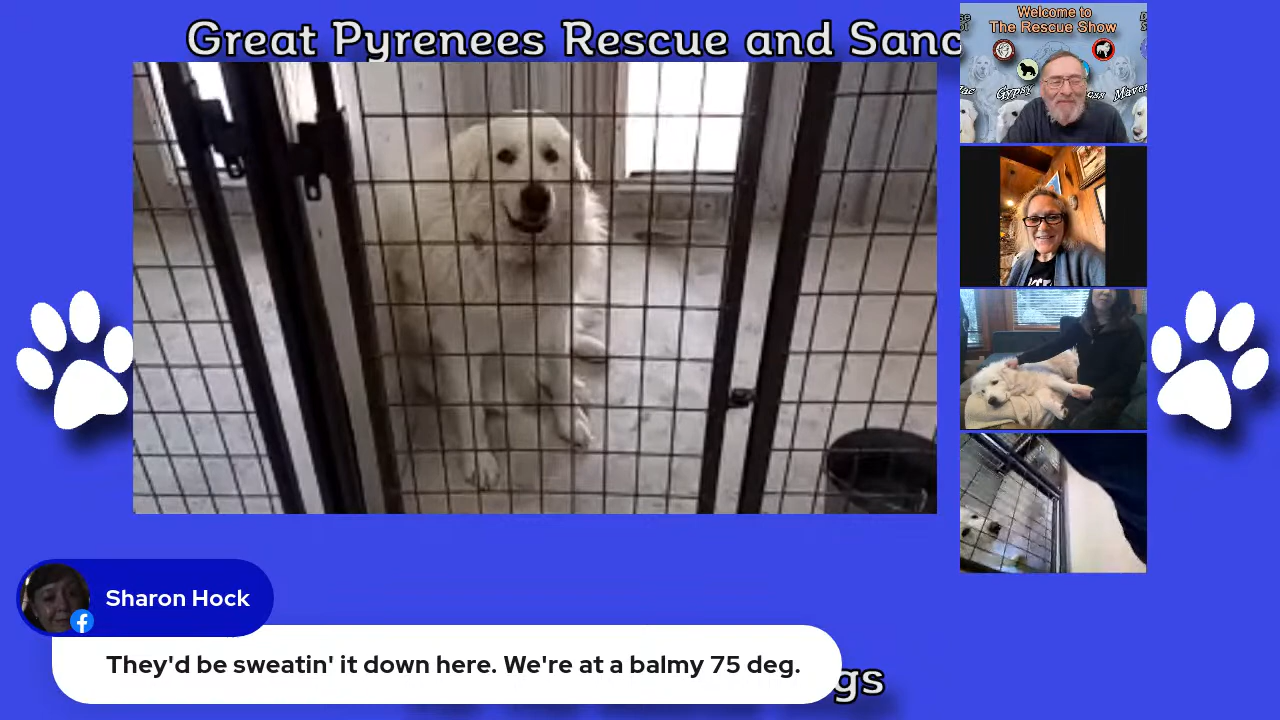 Great Pyrenees Rescue and Sanc
Welcome to
The Rescue Show
Gypsy
Sharon Hock
They'd be sweatin' it down here. We're at a balmy 75 deg.
gs